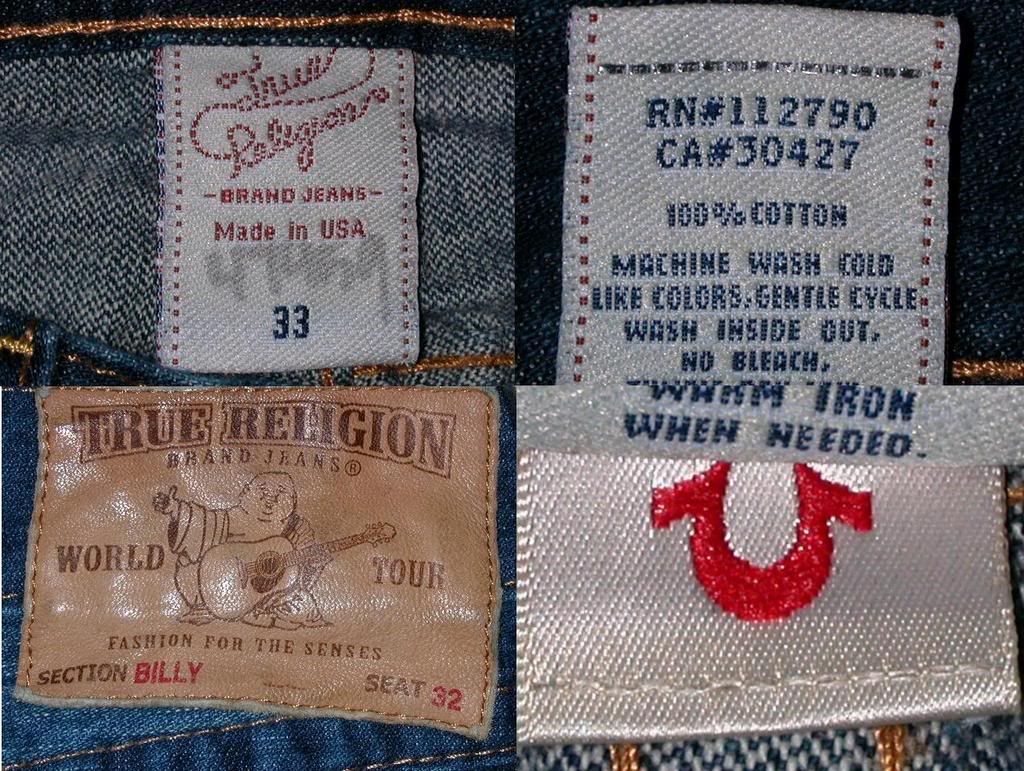 True
Religion
-BRAND JEANS-
Made in USA
33
RN#112790
CA#30427
100% COTTON
MACHINE WASH COLD
LIKE COLORS, GENTLE CYCLE
WASH INSIDE OUT.
NO BLEACH,
WARM IRON
WHEN NEEDED.
TRUE RELIGION
BRAND JEANS®
WORLD TOUR
FASHION FOR THE SENSES
SECTION BILLY
SEAT 32